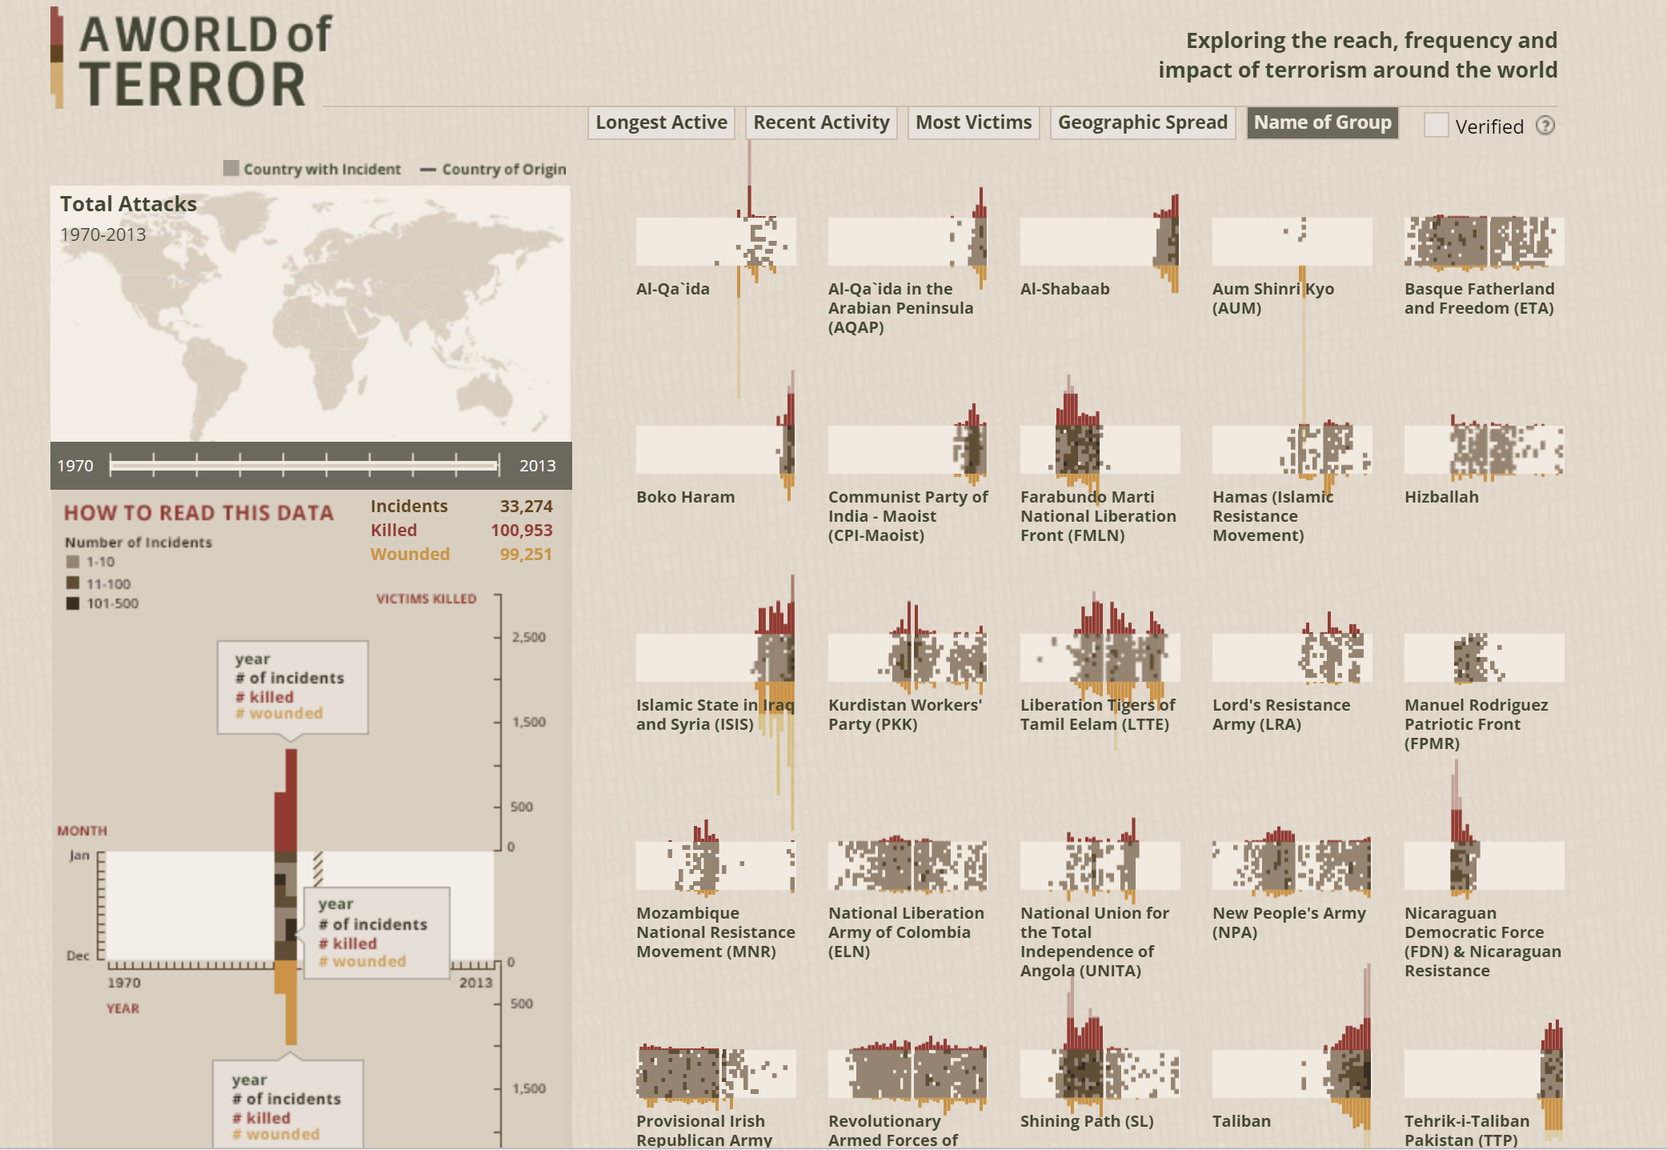 A WORLD of
TERROR
Exploring the reach, frequency and
impact of terrorism around the world
Longest Active
Recent Activity
Most Victims
Geographic Spread
Name of Group
Verified
?
Country with Incident
Country of Origin
Total Attacks
1970-2013
1970
2013
HOW TO READ THIS DATA
Incidents 33,274
Killed 100,953
Wounded 99,251
Number of Incidents
1-10
11-100
101-500
VICTIMS KILLED
2,500
1,500
500
0
year
# of incidents
# killed
# wounded
MONTH
Jan
Dec
year
# of incidents
# killed
# wounded
1970
2013
YEAR
0
500
1,500
year
# of incidents
# killed
# wounded
Al-Qa`ida
Al-Qa`ida in the
Arabian Peninsula
(AQAP)
Al-Shabaab
Aum Shinri Kyo
(AUM)
Basque Fatherland
and Freedom (ETA)
Boko Haram
Communist Party of
India - Maoist
(CPI-Maoist)
Farabundo Marti
National Liberation
Front (FMLN)
Hamas (Islamic
Resistance
Movement)
Hizballah
Islamic State in Iraq
and Syria (ISIS)
Kurdistan Workers'
Party (PKK)
Liberation Tigers of
Tamil Eelam (LTTE)
Lord's Resistance
Army (LRA)
Manuel Rodriguez
Patriotic Front
(FPMR)
Mozambique
National Resistance
Movement (MNR)
National Liberation
Army of Colombia
(ELN)
National Union for
the Total
Independence of
Angola (UNITA)
New People's Army
(NPA)
Nicaraguan
Democratic Force
(FDN) & Nicaraguan
Resistance
Provisional Irish
Republican Army
Revolutionary
Armed Forces of
Shining Path (SL)
Taliban
Tehrik-i-Taliban
Pakistan (TTP)